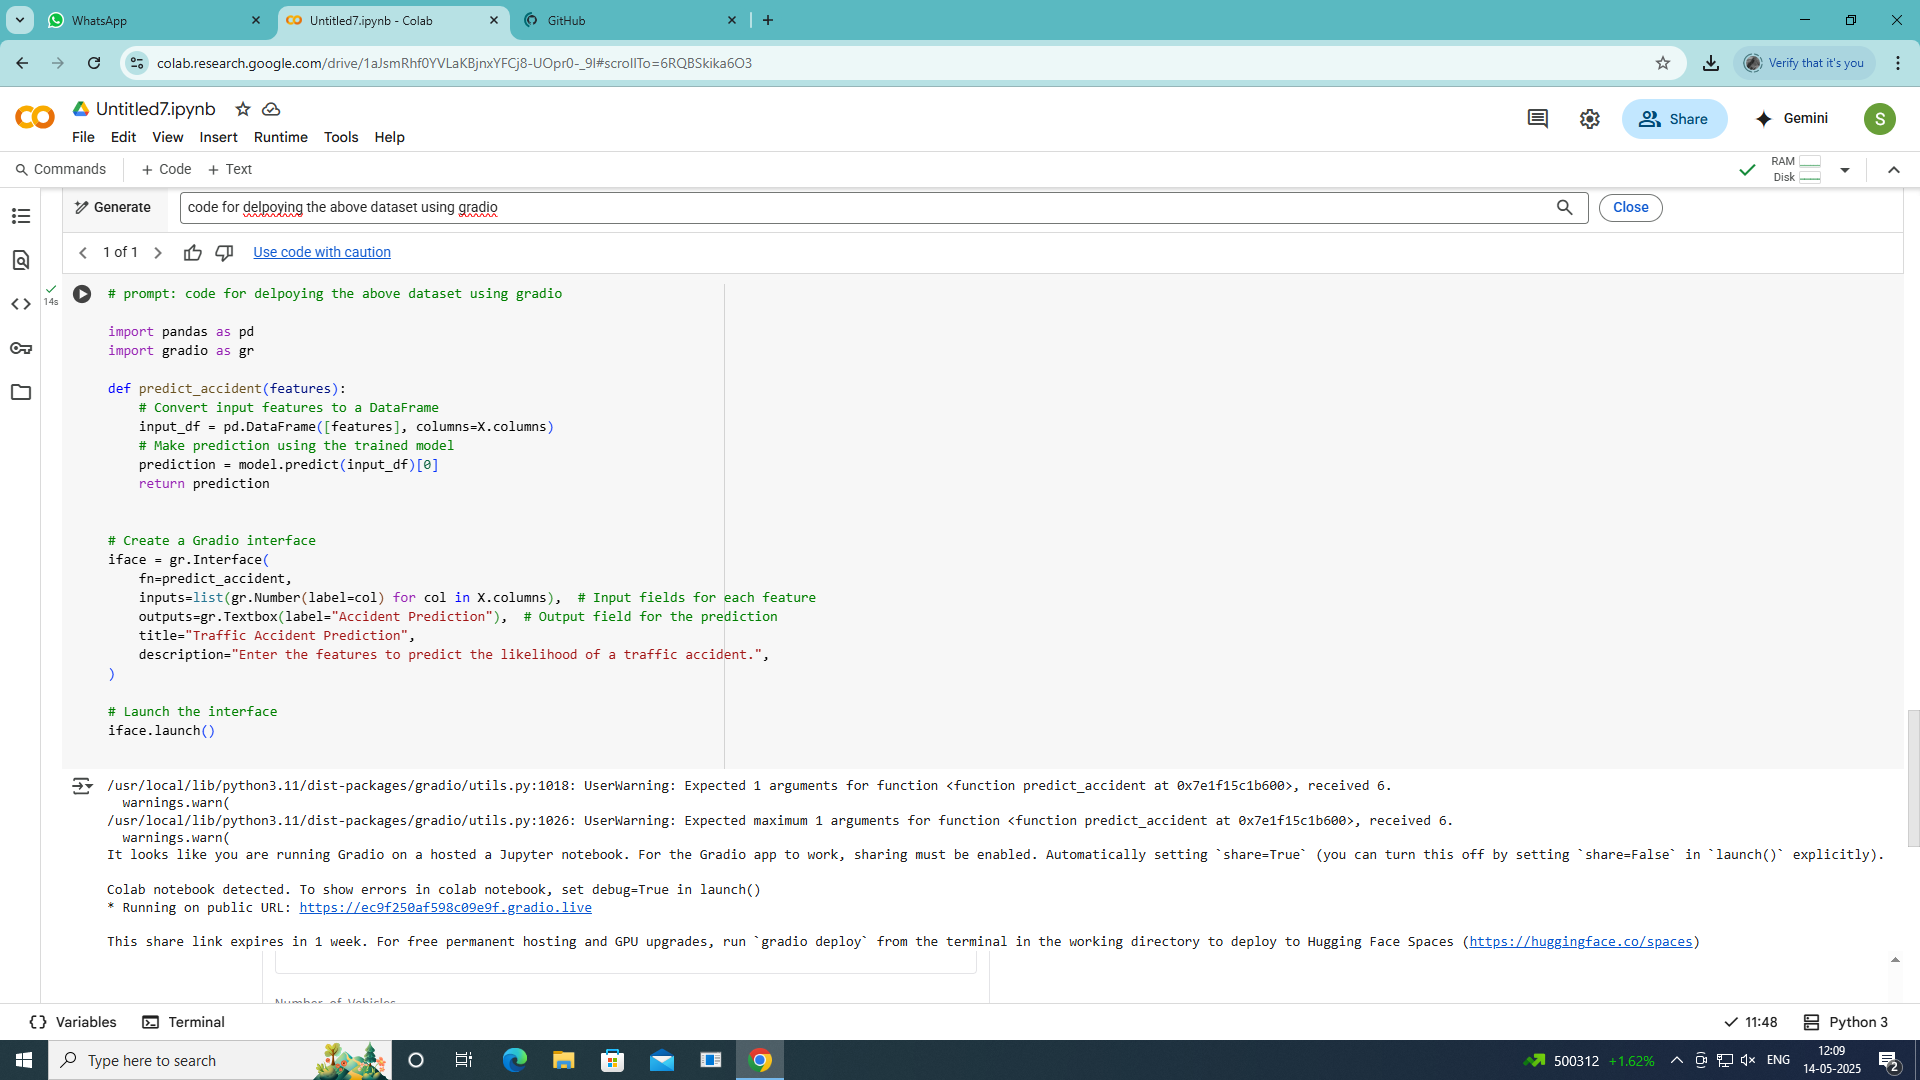 WhatsApp
Untitled7.ipynb - Colab
GitHub
colab.research.google.com/drive/1aJsmRhf0YVLaKBjnxYFCj8-UOpr0-_9I#scrollTo=6RQBSkika6O3
Verify that it's you
Untitled7.ipynb
File Edit View Insert Runtime Tools Help
Share
Gemini
S
Commands
+ Code
+ Text
RAM
Disk
Generate
code for delpoying the above dataset using gradio
Close
1 of 1
Use code with caution
14s
# prompt: code for delpoying the above dataset using gradio
import pandas as pd
import gradio as gr
def predict_accident(features):
# Convert input features to a DataFrame
input_df = pd.DataFrame([features], columns=X.columns)
# Make prediction using the trained model
prediction = model.predict(input_df)[0]
return prediction
# Create a Gradio interface
iface = gr.Interface(
fn=predict_accident,
inputs=list(gr.Number(label=col) for col in X.columns),  # Input fields for each feature
outputs=gr.Textbox(label="Accident Prediction"),  # Output field for the prediction
title="Traffic Accident Prediction",
description="Enter the features to predict the likelihood of a traffic accident.",
)
# Launch the interface
iface.launch()
/usr/local/lib/python3.11/dist-packages/gradio/utils.py:1018: UserWarning: Expected 1 arguments for function <function predict_accident at 0x7e1f15c1b600>, received 6.
warnings.warn(
/usr/local/lib/python3.11/dist-packages/gradio/utils.py:1026: UserWarning: Expected maximum 1 arguments for function <function predict_accident at 0x7e1f15c1b600>, received 6.
warnings.warn(
It looks like you are running Gradio on a hosted a Jupyter notebook. For the Gradio app to work, sharing must be enabled. Automatically setting `share=True` (you can turn this off by setting `share=False` in `launch()` explicitly).
Colab notebook detected. To show errors in colab notebook, set debug=True in launch()
* Running on public URL: https://ec9f250af598c09e9f.gradio.live
This share link expires in 1 week. For free permanent hosting and GPU upgrades, run `gradio deploy` from the terminal in the working directory to deploy to Hugging Face Spaces (https://huggingface.co/spaces)
Number_of_Vehicles
Variables
Terminal
11:48
Python 3
Type here to search
500312 +1.62%
ENG
12:09
14-05-2025
2